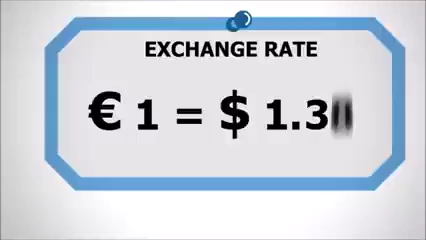 EXCHANGE RATE
€ 1 = $ 1.3